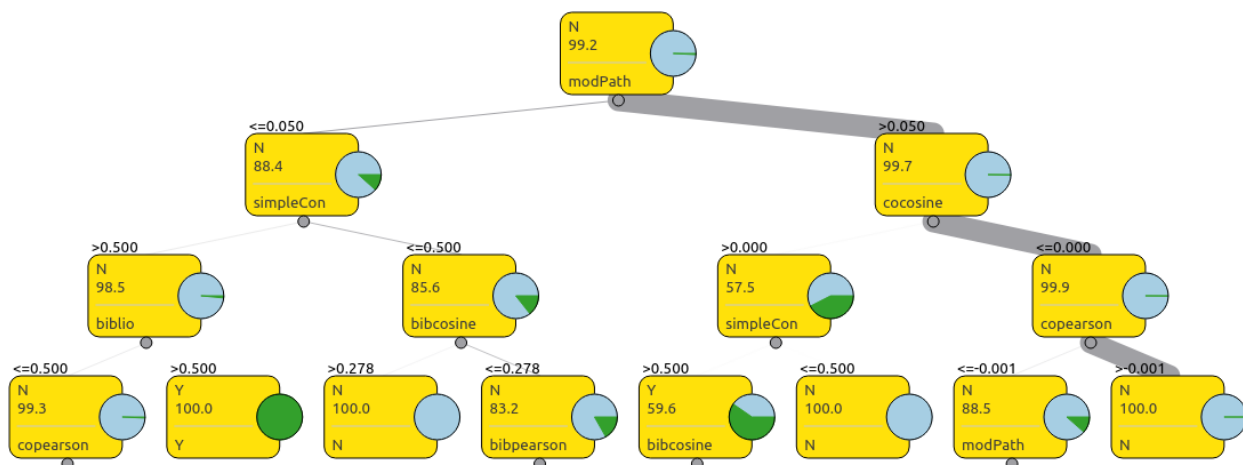 N
99.2
modPath
<=0.050
N
88.4
simpleCon
>0.050
N
99.7
cocosine
>0.500
N
98.5
biblio
<=0.500
N
85.6
bibcosine
>0.000
N
57.5
simpleCon
<=0.000
N
99.9
copearson
<=0.500
N
99.3
copearson
>0.500
Y
100.0
Y
>0.278
N
100.0
N
<=0.278
N
83.2
bibpearson
>0.500
Y
59.6
bibcosine
<=0.500
N
100.0
N
<=-0.001
N
88.5
modPath
>-0.001
N
100.0
N